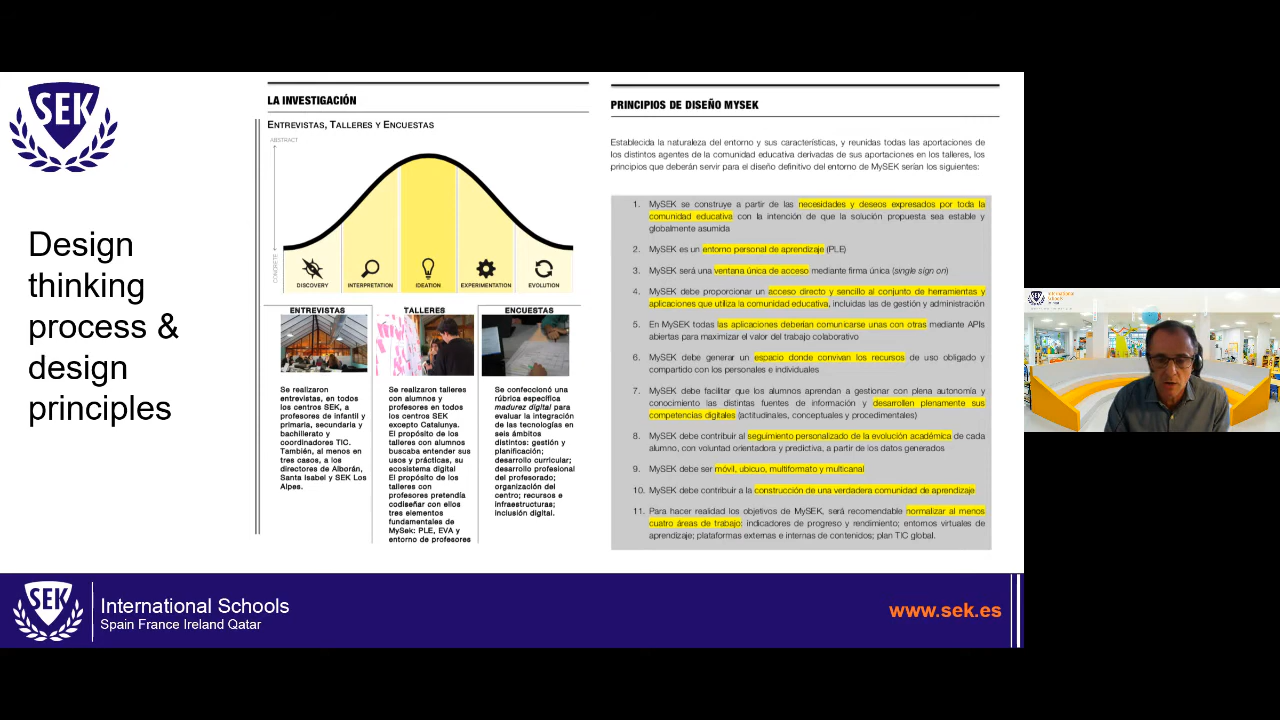 SEK
Design
thinking
process &
design
principles
LA INVESTIGACIÓN
ENTREVISTAS, TALLERES Y ENCUESTAS
ABSTRACT
CONCRETE
DISCOVERY
INTERPRETATION
IDEATION
EXPERIMENTATION
EVOLUTION
ENTREVISTAS
Se realizaron
entrevistas, en todos
los centros SEK, a
profesores de infantil y
primaria, secundaria y
bachillerato y
coordinadores TIC.
También, al menos en
tres casos, a los
directores de Alborán,
Santa Isabel y SEK Los
Alpes.
TALLERES
Se realizaron talleres
con alumnos y
profesores en todos
los centros SEK
excepto Catalunya.
El propósito de los
talleres con alumnos
buscaba entender sus
usos y prácticas, su
ecosistema digital
El propósito de los
talleres con
profesores pretendía
codiseñar con ellos
tres elementos
fundamentales de
MySek: PLE, EVA y
entorno de profesores
ENCUESTAS
Se confeccionó una
rúbrica específica
madurez digital para
evaluar la integración
de las tecnologías en
seis ámbitos
distintos: gestión y
planificación;
desarrollo curricular;
desarrollo profesional
del profesorado;
organización del
centro; recursos e
infraestructuras;
inclusión digital.
PRINCIPIOS DE DISEÑO MYSEK
Establecida la naturaleza del entorno y sus características, y reunidas todas las aportaciones de
los distintos agentes de la comunidad educativa derivadas de sus aportaciones en los talleres, los
principios que deberán servir para el diseño definitivo del entorno de MySEK serían los siguientes:
1. MySEK se construye a partir de las necesidades y deseos expresados por toda la
comunidad educativa con la intención de que la solución propuesta sea estable y
globalmente asumida
2. MySEK es un entorno personal de aprendizaje (PLE)
3. MySEK será una ventana única de acceso mediante firma única (single sign on)
4. MySEK debe proporcionar un acceso directo y sencillo al conjunto de herramientas y
aplicaciones que utiliza la comunidad educativa, incluidas las de gestión y administración
5. En MySEK todas las aplicaciones deberían comunicarse unas con otras mediante APIs
abiertas para maximizar el valor del trabajo colaborativo
6. MySEK debe generar un espacio donde convivan los recursos de uso obligado y
compartido con los personales e individuales
7. MySEK debe facilitar que los alumnos aprendan a gestionar con plena autonomía y
conocimiento las distintas fuentes de información y desarrollen plenamente sus
competencias digitales (actitudinales, conceptuales y procedimentales)
8. MySEK debe contribuir al seguimiento personalizado de la evolución académica de cada
alumno, con voluntad orientadora y predictiva, a partir de los datos generados
9. MySEK debe ser móvil, ubicuo, multiformato y multicanal
10. MySEK debe contribuir a la construcción de una verdadera comunidad de aprendizaje
11. Para hacer realidad los objetivos de MySEK, será recomendable normalizar al menos
cuatro áreas de trabajo: indicadores de progreso y rendimiento; entornos virtuales de
aprendizaje; plataformas externas e internas de contenidos; plan TIC global.
SEK
International Schools
Spain France Ireland Qatar
www.sek.es
International
Schools